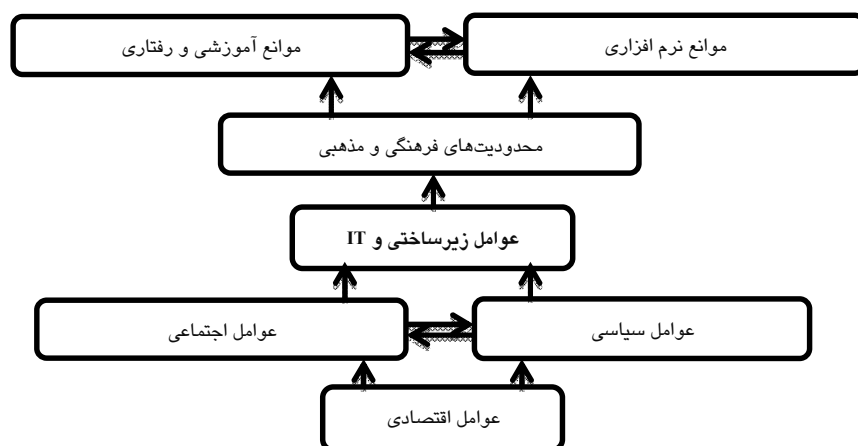 موانع نرم افزاری
موانع آموزشی و رفتاری
محدودیت‌های فرهنگی و مذهبی
عوامل زیرساختی و IT
عوامل سیاسی
عوامل اجتماعی
عوامل اقتصادی